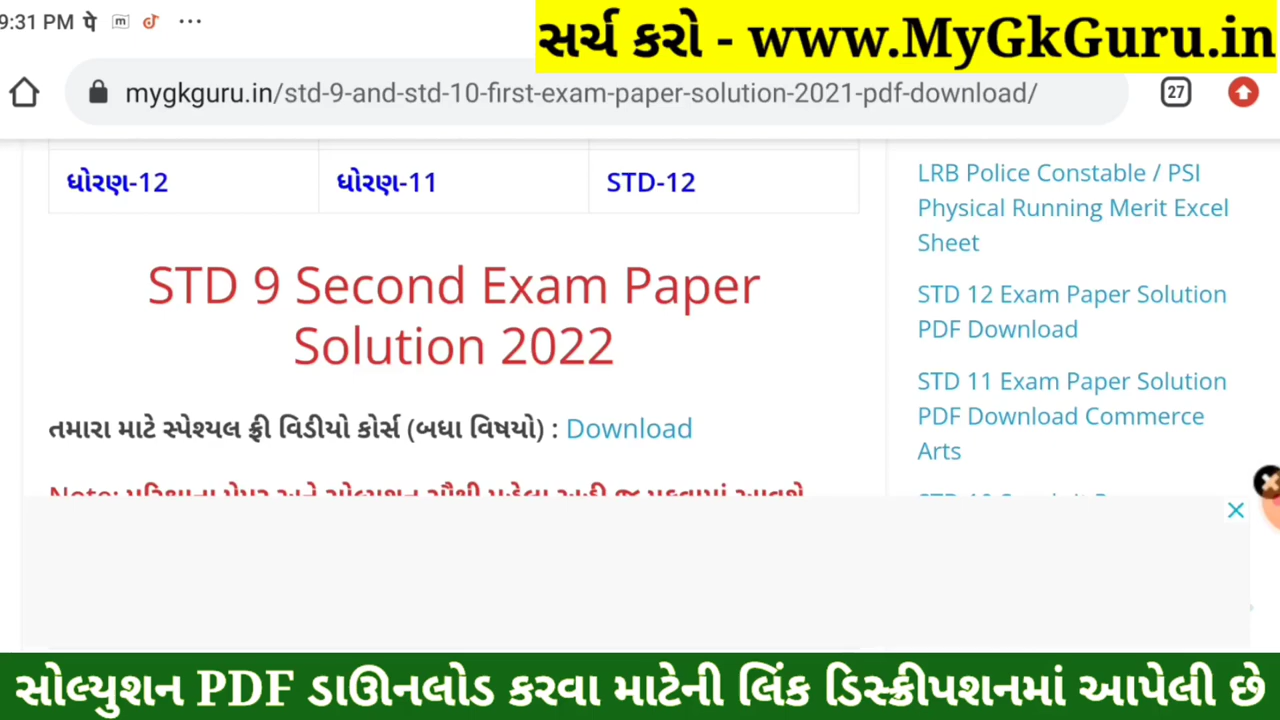 9:31 PM पे m
સર્ચ કરો - www.MyGkGuru.in
mygkguru.in/std-9-and-std-10-first-exam-paper-solution-2021-pdf-download/
27
ધોરણ-12 ધોરણ-11 STD-12
STD 9 Second Exam Paper
Solution 2022
તમારા માટે સ્પેશ્યલ ફ્રી વિડીયો કોર્સ (બધા વિષયો) : Download
Note:
LRB Police Constable / PSI
Physical Running Merit Excel
Sheet
STD 12 Exam Paper Solution
PDF Download
STD 11 Exam Paper Solution
PDF Download Commerce
Arts
સોલ્યુશન PDF ડાઊનલોડ કરવા માટેની લિંક ડિસ્ક્રીપશનમાં આપેલી છે